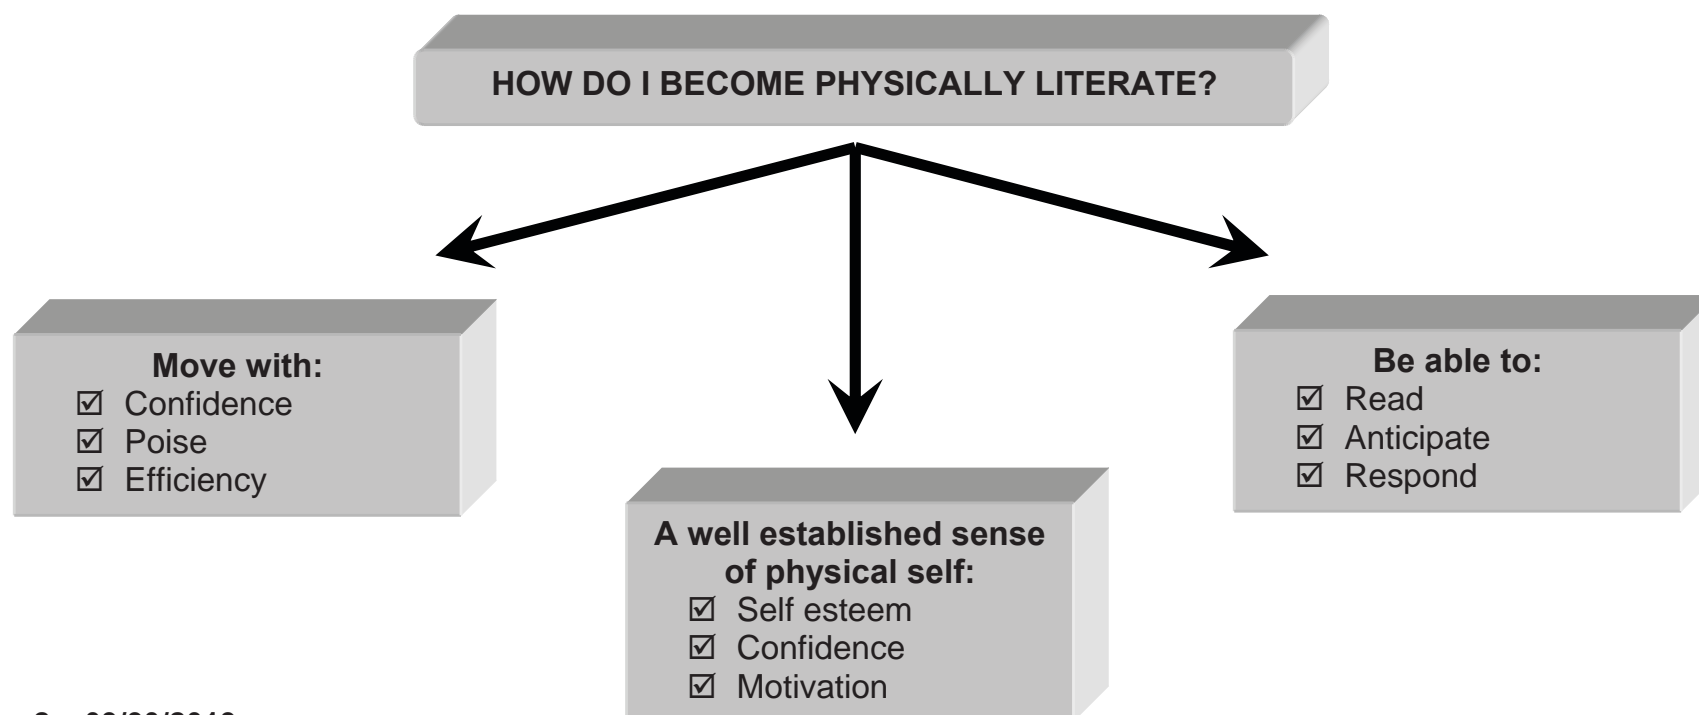 HOW DO I BECOME PHYSICALLY LITERATE?
Move with:
☑ Confidence
☑ Poise
☑ Efficiency
A well established sense
of physical self:
☑ Self esteem
☑ Confidence
☑ Motivation
Be able to:
☑ Read
☑ Anticipate
☑ Respond